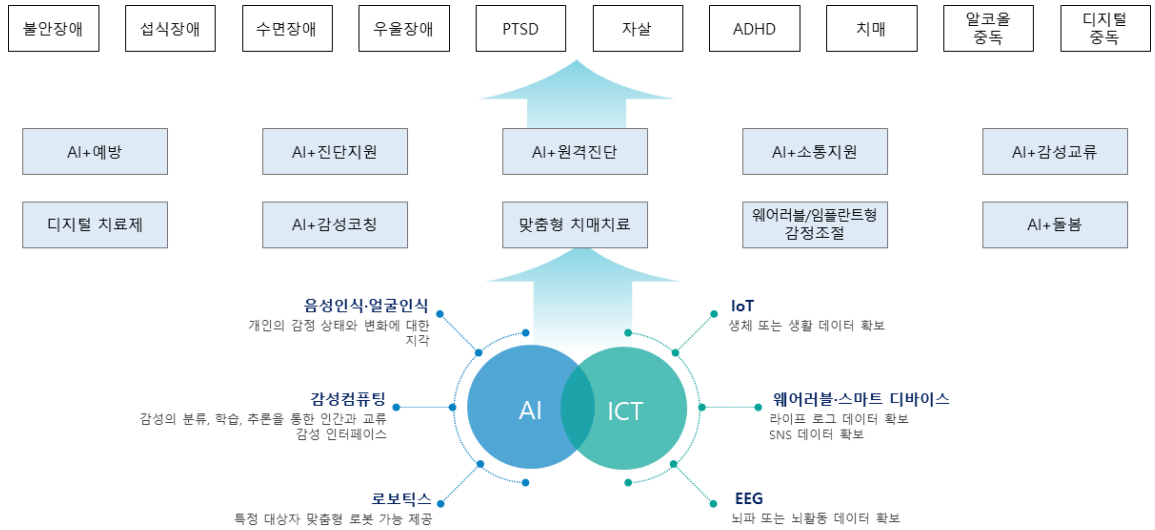 불안장애
섭식장애
수면장애
우울장애
PTSD
자살
ADHD
치매
알코올
중독
디지털
중독
AI+예방
AI+진단지원
AI+원격진단
AI+소통지원
AI+감성교류
디지털 치료제
AI+감성코칭
맞춤형 치매치료
웨어러블/임플란트형
감정조절
AI+돌봄
음성인식·얼굴인식
개인의 감정 상태와 변화에 대한
지각
감성컴퓨팅
감성의 분류, 학습, 추론을 통한 인간과 교류
감성 인터페이스
로보틱스
특정 대상자 맞춤형 로봇 가능 제공
AI
ICT
IoT
생체 또는 생활 데이터 확보
웨어러블·스마트 디바이스
라이프 로그 데이터 확보
SNS 데이터 확보
EEG
뇌파 또는 뇌활동 데이터 확보